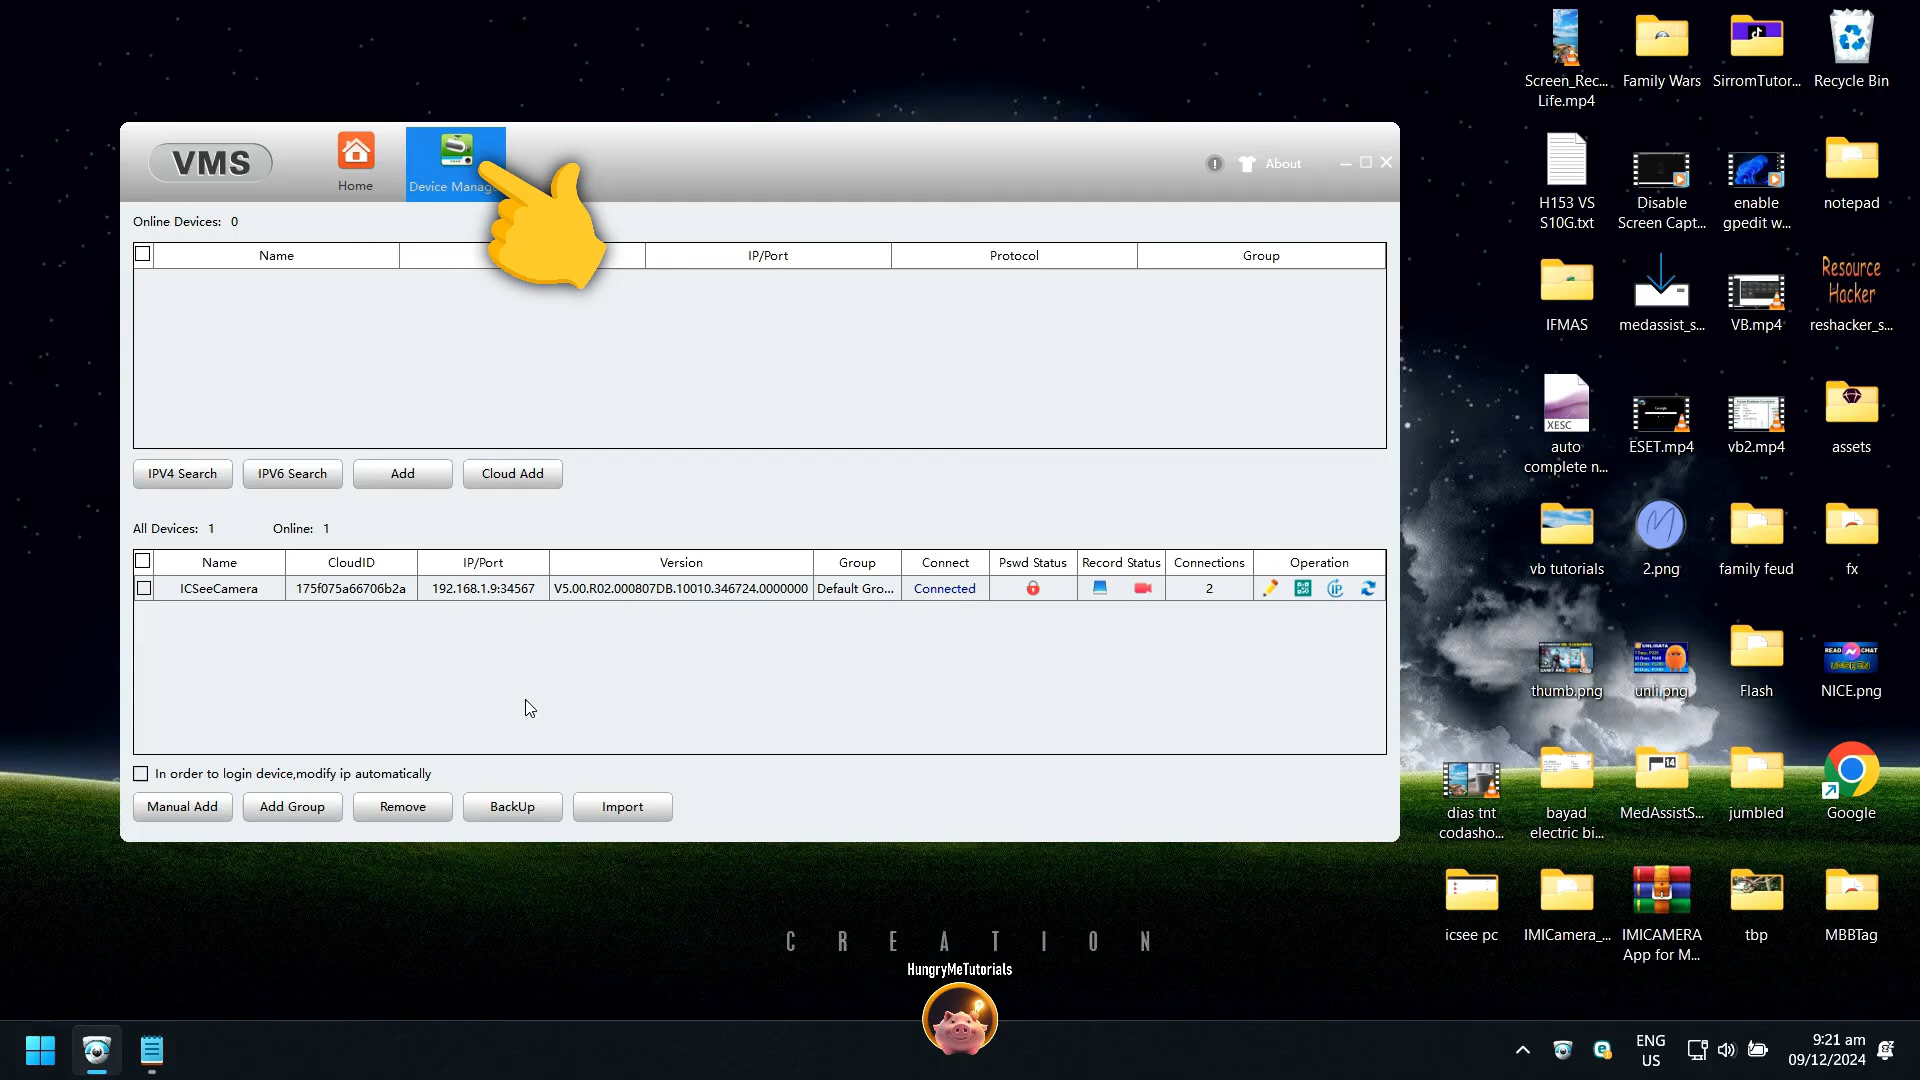 Screen_Rec...
Life.mp4
Family Wars
SirromTutor...
Recycle Bin
VMS
Home
Device Manag
About
Online Devices: 0
Name
IP/Port
Protocol
Group
IPV4 Search
IPV6 Search
Add
Cloud Add
All Devices: 1
Online: 1
Name
CloudID
IP/Port
Version
Group
Connect
Pswd Status
Record Status
Connections
Operation
ICSeeCamera
175f075a66706b2a
192.168.1.9:34567
V5.00.R02.000807DB.10010.346724.0000000
Default Gro...
Connected
2
IP
In order to login device,modify ip automatically
Manual Add
Add Group
Remove
BackUp
Import
H153 VS
S10G.txt
Disable
Screen Capt...
enable
gpedit w...
notepad
IFMAS
medassist_s...
VB.mp4
Resource
Hacker
reshacker_s...
XESC
auto
complete n...
ESET.mp4
vb2.mp4
assets
vb tutorials
2.png
family feud
fx
thumb.png
UNLIDATA
unli.png
Flash
READ CHAT
UNSEEN
NICE.png
dias tnt
codasho...
bayad
electric bi...
14
MedAssistS...
jumbled
Google
icsee pc
IMICamera_...
IMICAMERA
App for M...
tbp
MBBTag
CREATION
HungryMeTutorials
ENG
US
9:21 am
09/12/2024